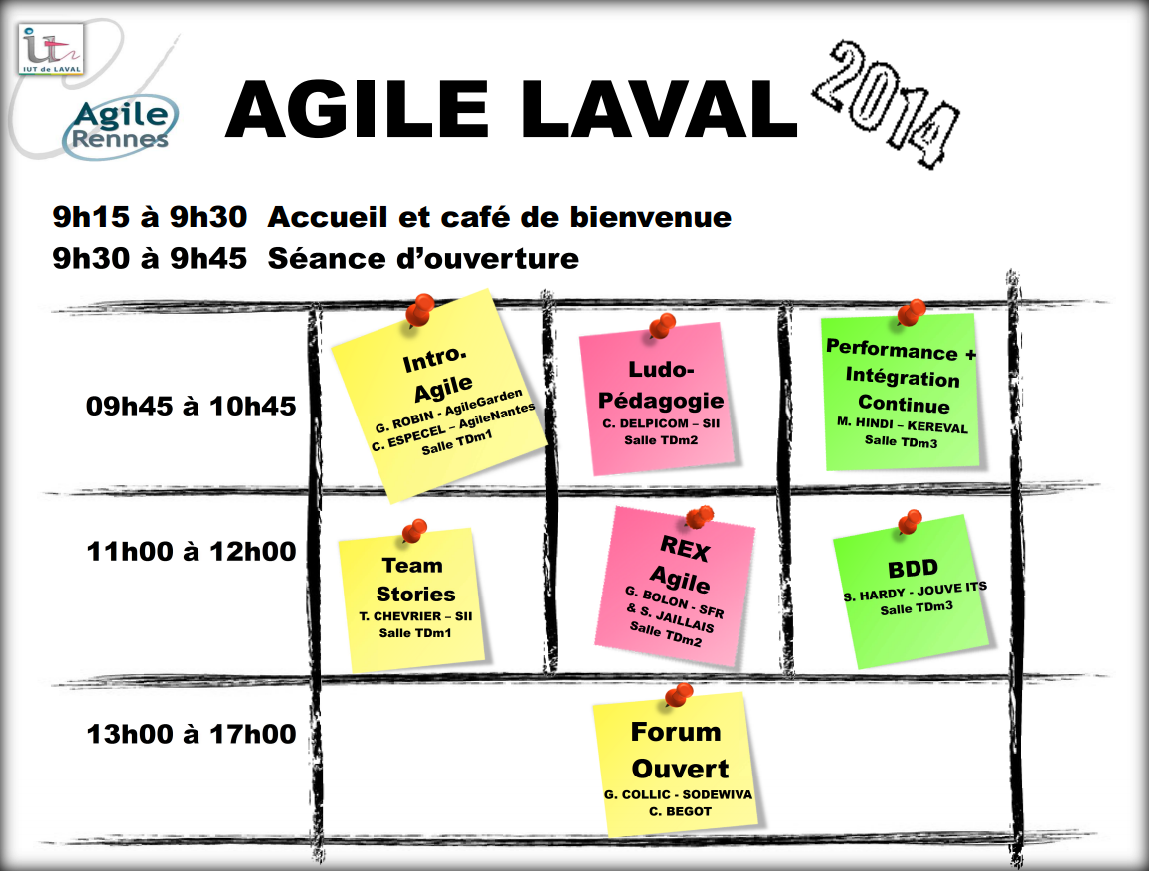 it
IUT de LAVAL
Agile
Rennes
AGILE LAVAL
2014
9h15 à 9h30 Accueil et café de bienvenue
9h30 à 9h45 Séance d’ouverture
09h45 à 10h45
Intro.
Agile
G. ROBIN - AgileGarden
C. ESPECEL – AgileNantes
Salle TDm1
Ludo-
Pédagogie
C. DELPICOM – SII
Salle TDm2
Performance +
Intégration
Continue
M. HINDI – KEREVAL
Salle TDm3
11h00 à 12h00
Team
Stories
T. CHEVRIER – SII
Salle TDm1
REX
Agile
G. BOLON - SFR
& S. JAILLAIS
Salle TDm2
BDD
S. HARDY - JOUVE ITS
Salle TDm3
13h00 à 17h00
Forum
Ouvert
G. COLLIC - SODEWIVA
C. BEGOT